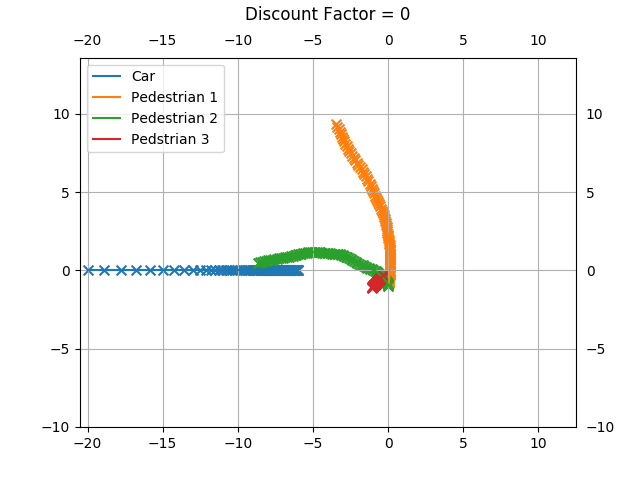 Discount Factor = 0
−20 −15 −10 −5 0 5 10
Car
Pedestrian 1
Pedestrian 2
Pedstrian 3
10 10
5 5
0 0
−5 −5
−10 −10
−20 −15 −10 −5 0 5 10